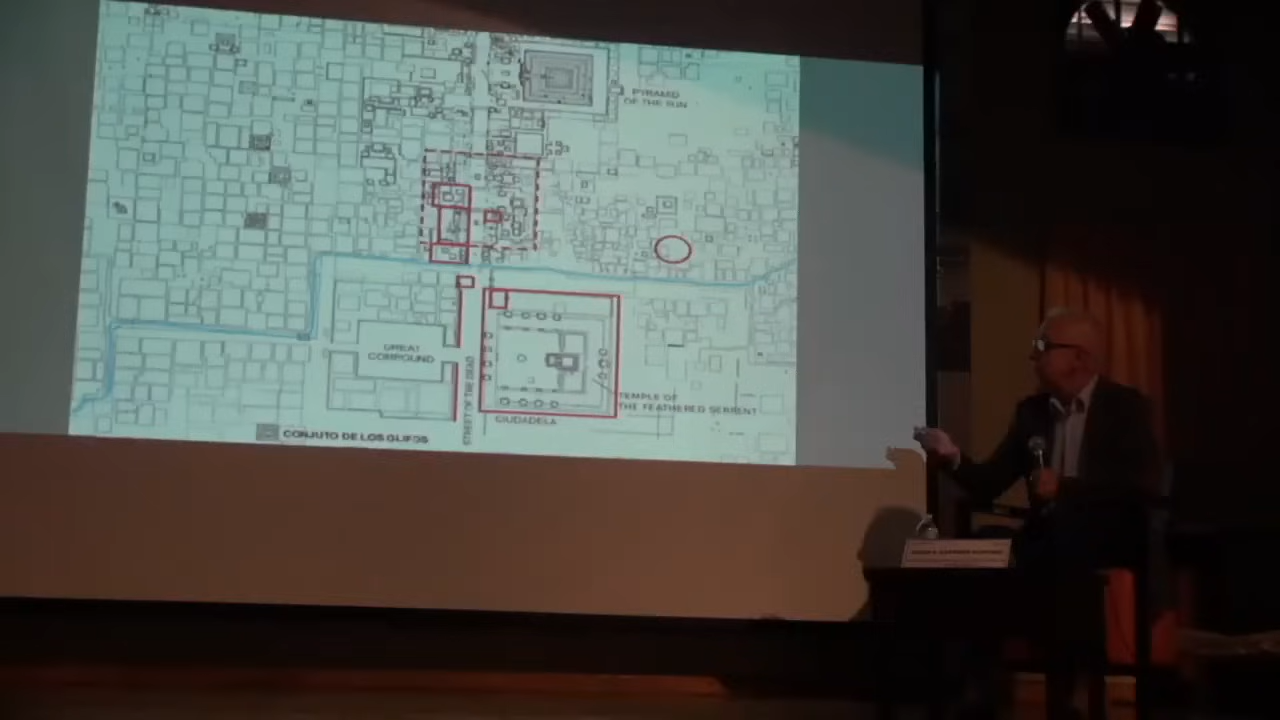 PYRAMID
OF THE SUN
GREAT
COMPOUND
STREET OF THE DEAD
TEMPLE OF
THE FEATHERED SERPENT
CIUDADELA
CONJUTO DE LOS GLIFOS